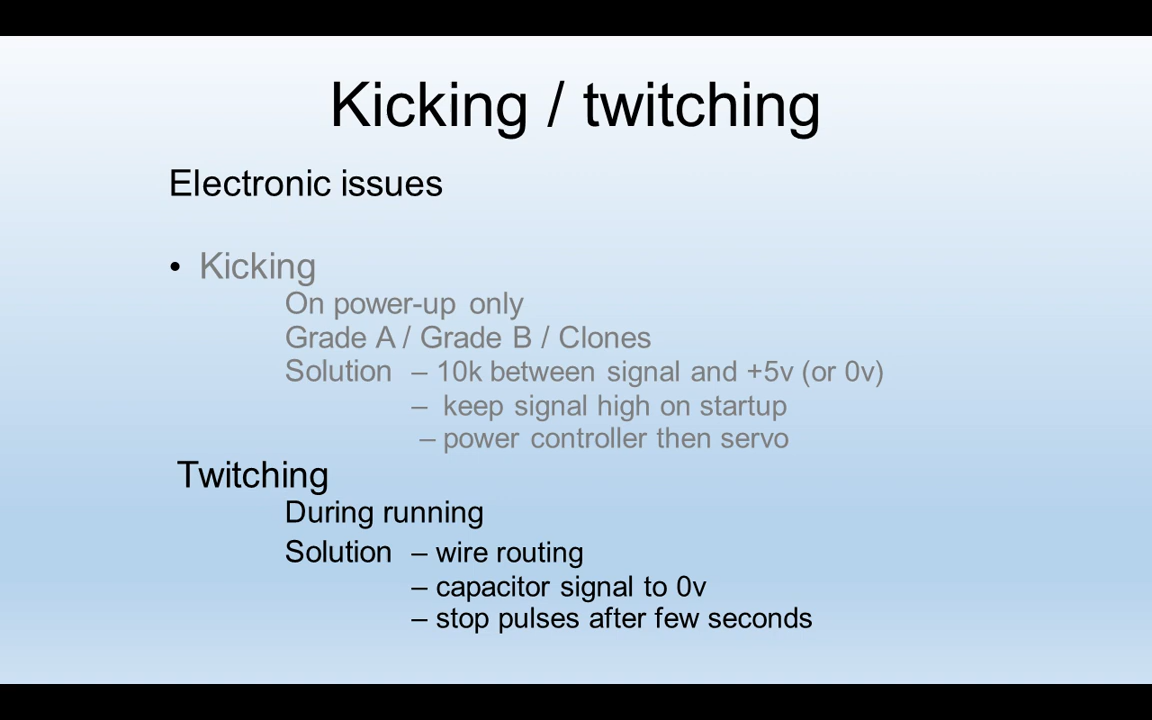 Kicking / twitching
Electronic issues
• Kicking
On power-up only
Grade A / Grade B / Clones
Solution – 10k between signal and +5v (or 0v)
– keep signal high on startup
– power controller then servo
Twitching
During running
Solution – wire routing
– capacitor signal to 0v
– stop pulses after few seconds